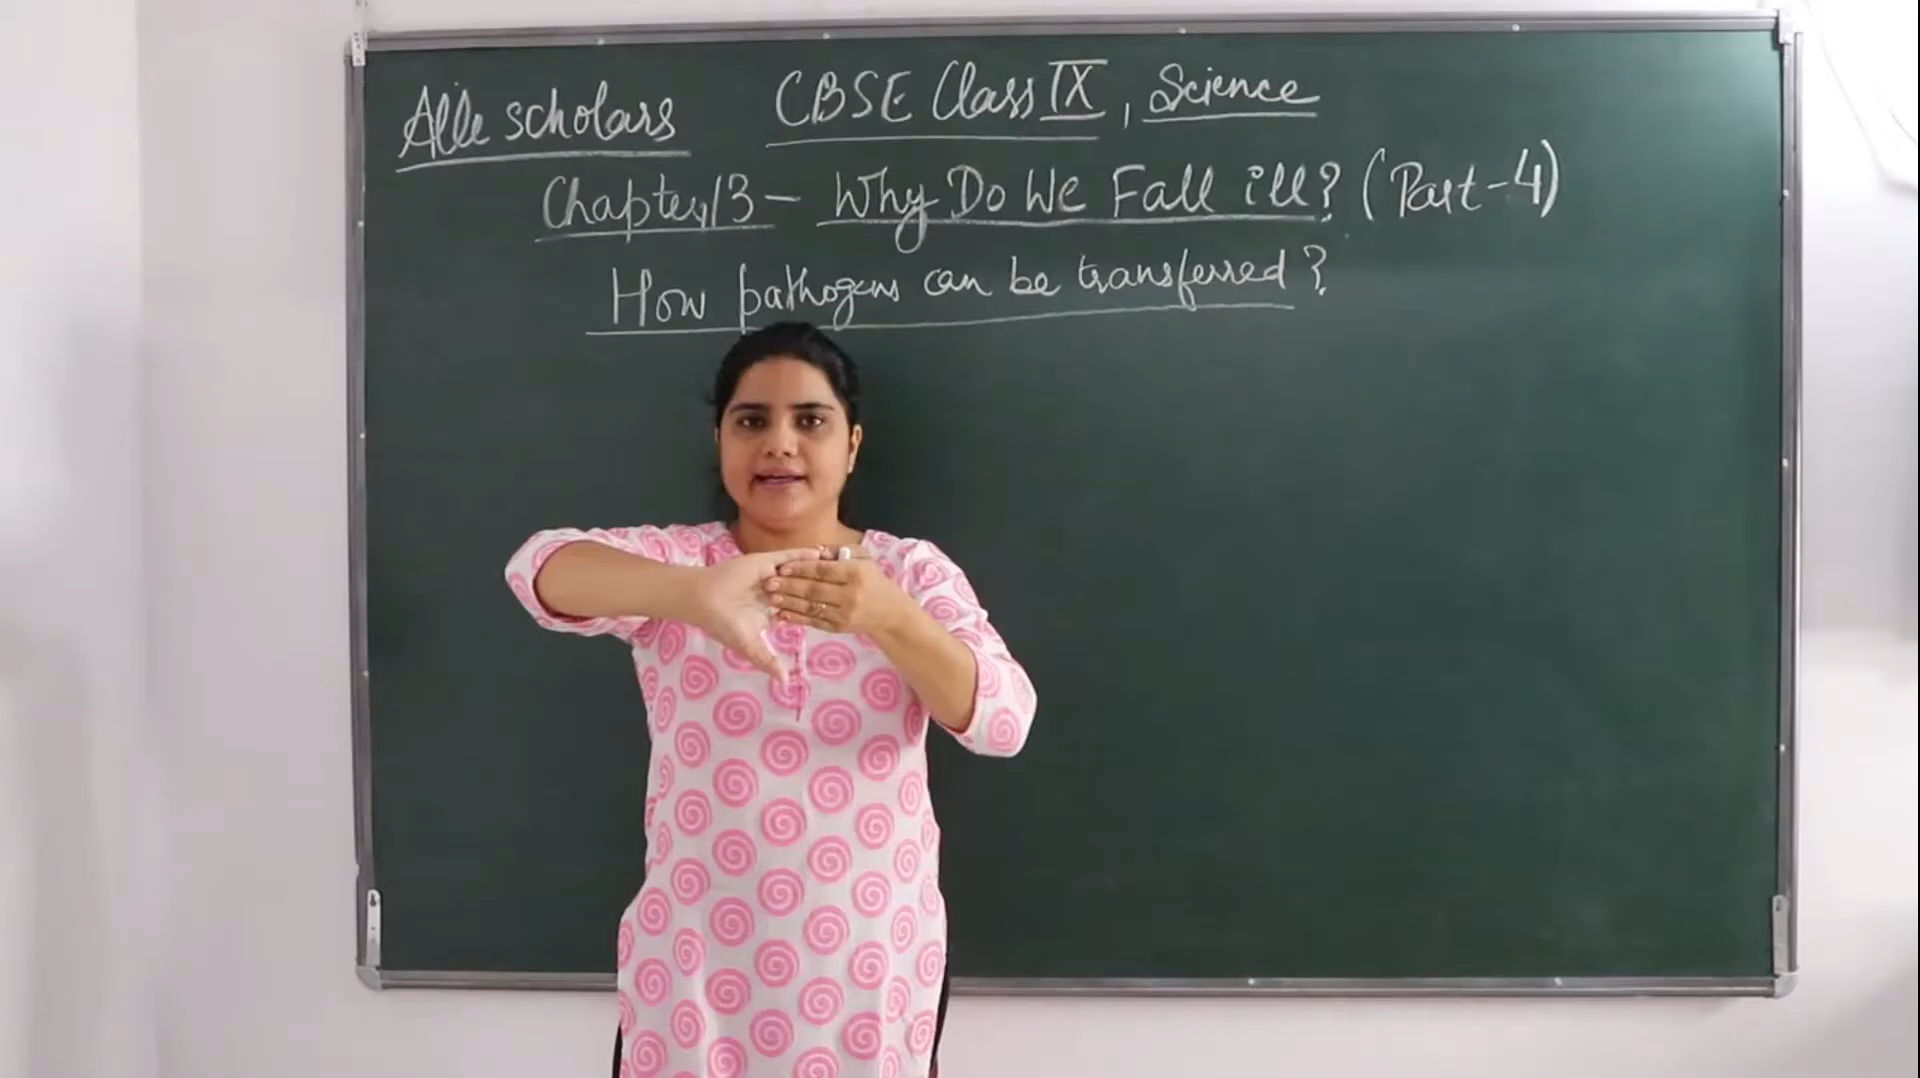 Alle scholars CBSE Class IX, Science
Chapter 13 - Why Do We Fall ill? (Part-4)
How pathogens can be transferred?